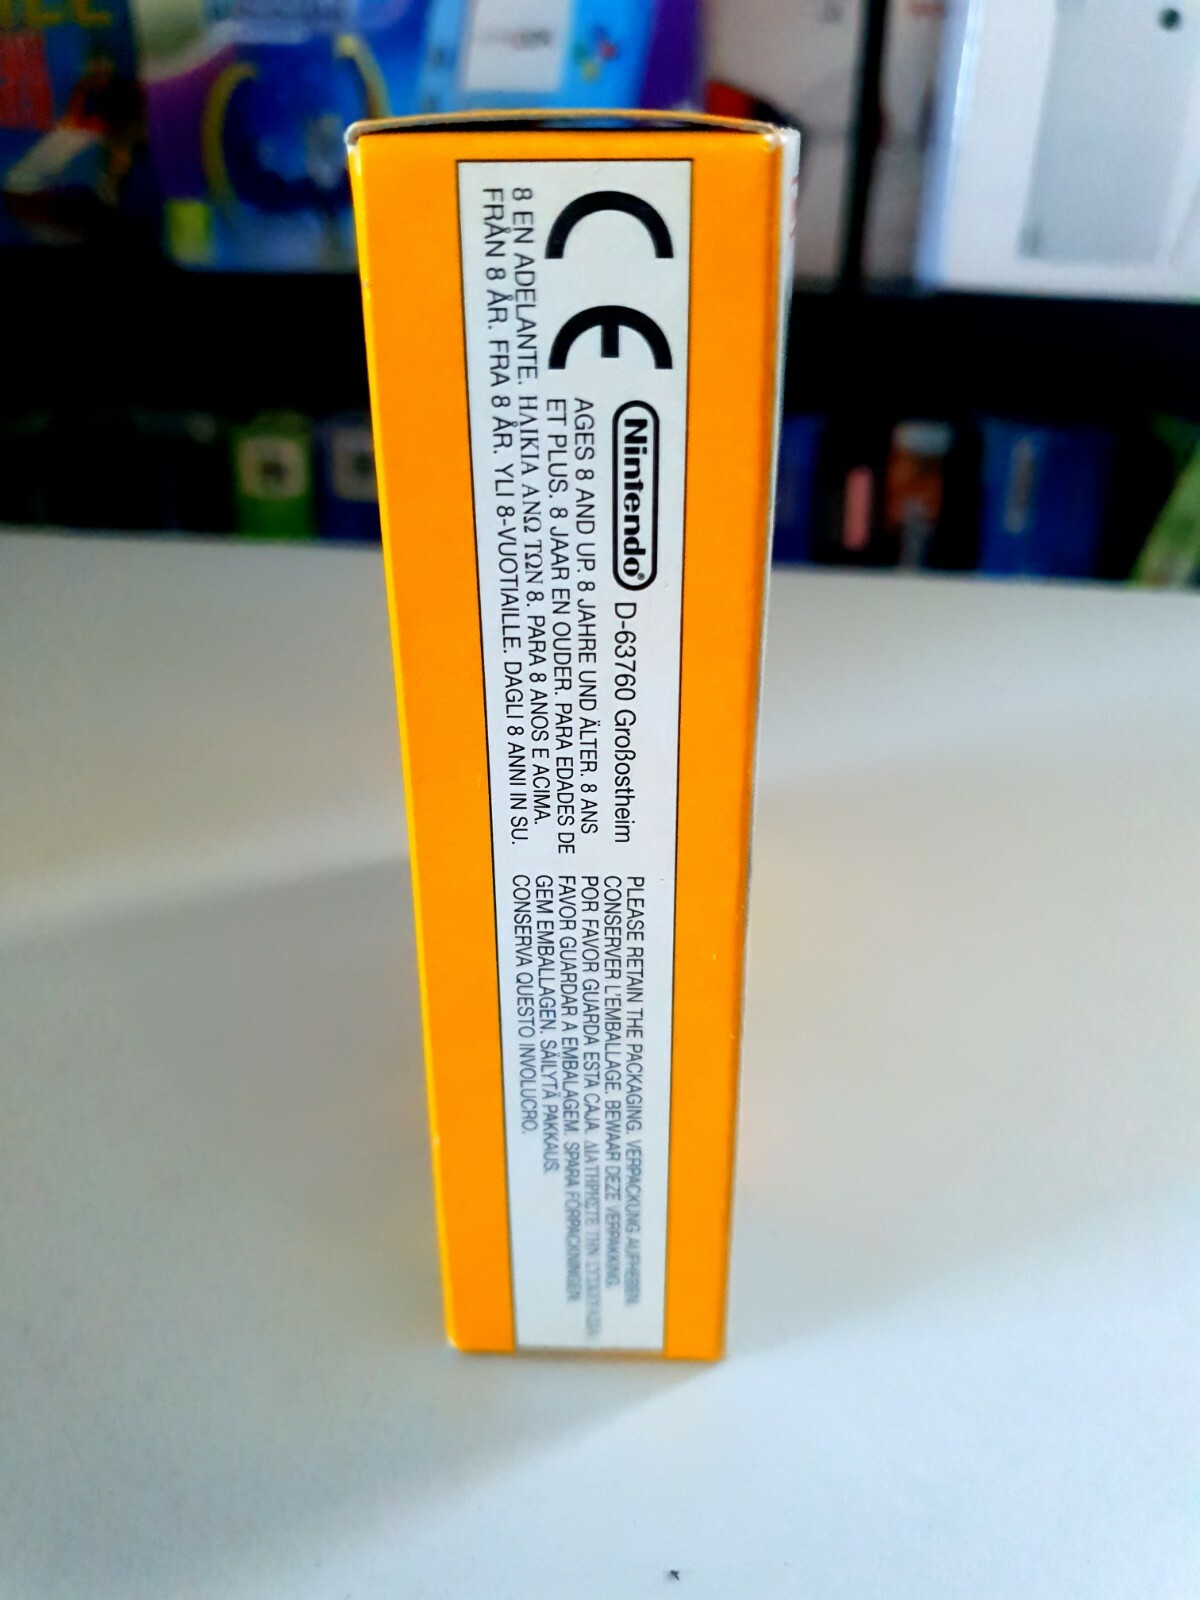 CE
Nintendo® D-63760 Großostheim
AGES 8 AND UP. 8 JAHRE UND ÄLTER. 8 ANS
ET PLUS. 8 JAAR EN OUDER. PARA EDADES DE
8 EN ADELANTE. ΗΛΙΚΙΑ ΑΝΩ ΤΩΝ 8. PARA 8 ANOS E ACIMA.
FRÅN 8 ÅR. FRA 8 ÅR. YLI 8-VUOTIAILLE. DAGLI 8 ANNI IN SU.
PLEASE RETAIN THE PACKAGING. VERPACKUNG AUFHEBEN.
CONSERVER L'EMBALLAGE. BEWAAR DEZE VERPAKKING.
POR FAVOR GUARDA ESTA CAJA. ΔΙΑΤΗΡΗΣΤΕ ΤΗΝ
FAVOR GUARDAR A EMBALAGEM. SPARA FÖRPACKNINGEN.
GEM EMBALLAGEN. SÄILYTÄ PAKKAUS.
CONSERVA QUESTO INVOLUCRO.